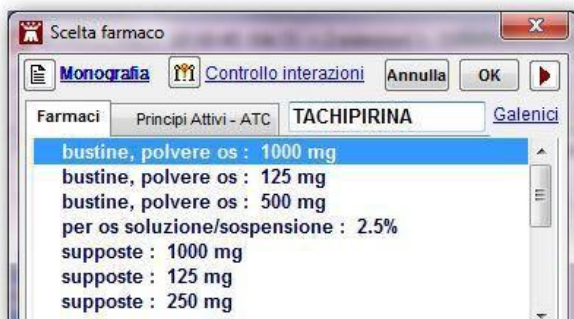 Scelta farmaco
Monografia Controllo interazioni Annulla OK
Farmaci Principi Attivi - ATC TACHIPIRINA Galenici
bustine, polvere os : 1000 mg
bustine, polvere os : 125 mg
bustine, polvere os : 500 mg
per os soluzione/sospensione : 2.5%
supposte : 1000 mg
supposte : 125 mg
supposte : 250 mg